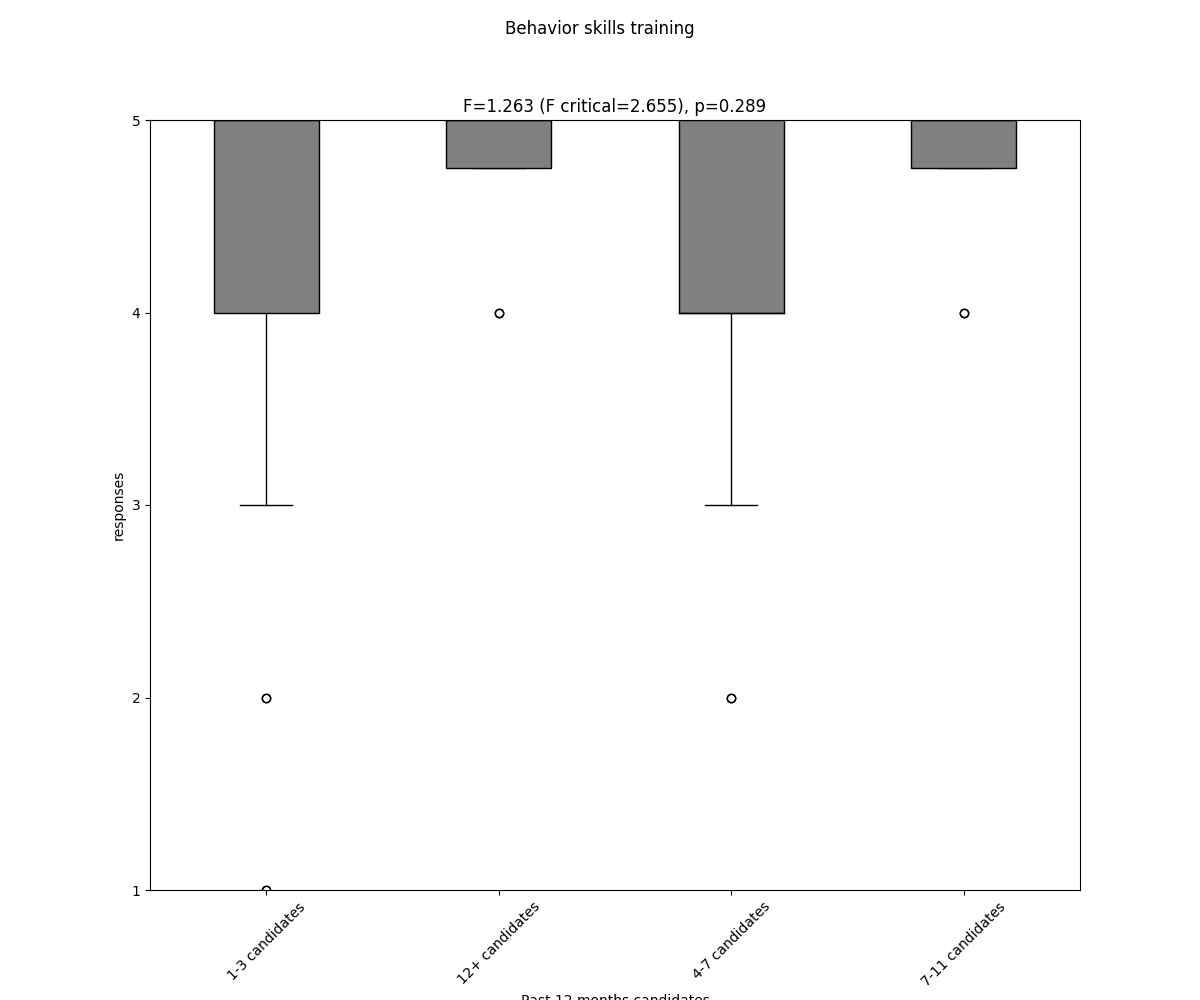 Behavior skills training
F=1.263 (F critical=2.655), p=0.289
5
4
3
2
1
responses
1-3 candidates
12+ candidates
4-7 candidates
7-11 candidates
Past 12 months candidates